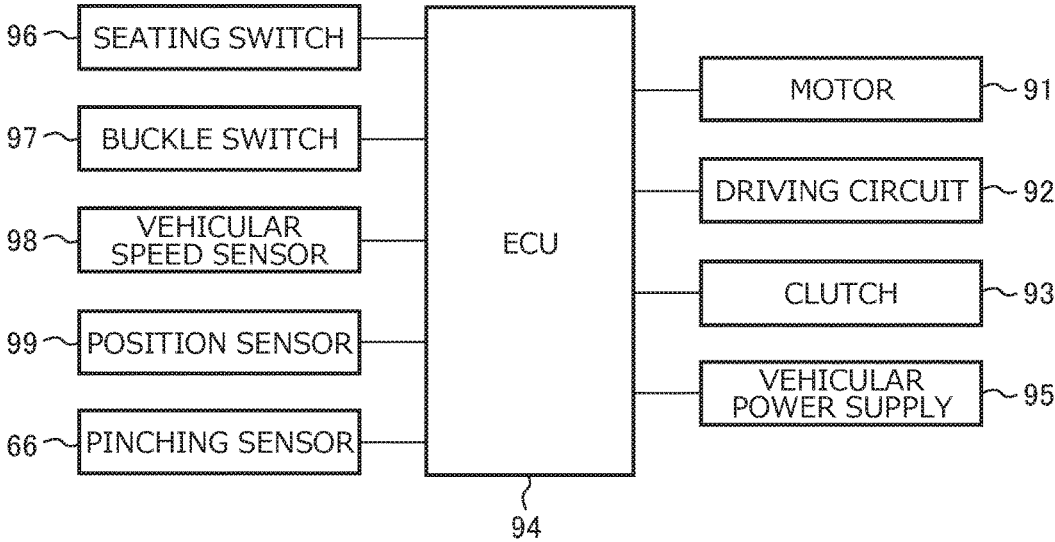 96 SEATING SWITCH
97 BUCKLE SWITCH
98 VEHICULAR
SPEED SENSOR
99 POSITION SENSOR
66 PINCHING SENSOR
ECU
94
MOTOR 91
DRIVING CIRCUIT 92
CLUTCH 93
VEHICULAR
POWER SUPPLY 95